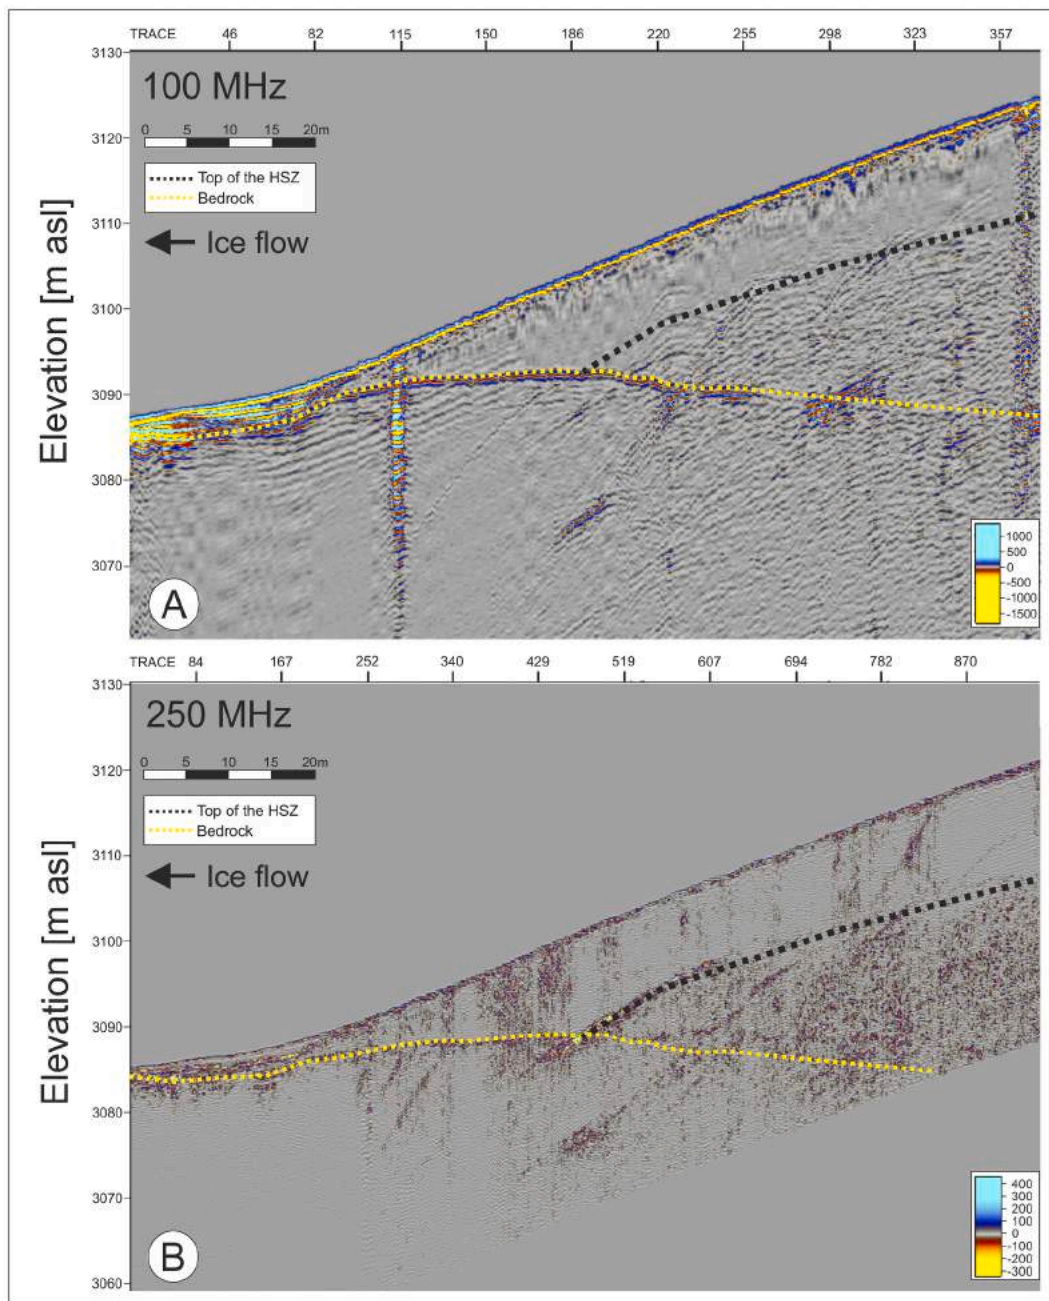 TRACE 46 82 115 150 186 220 255 298 323 357
3130
100 MHz
0 5 10 15 20m
3120
Top of the HSZ
Bedrock
3110
Ice flow
Elevation [m asl]
3100
3090
3080
1000
500
0
-500
-1000
-1500
3070
A
TRACE 84 167 252 340 429 519 607 694 782 870
3130
250 MHz
0 5 10 15 20m
3120
Top of the HSZ
Bedrock
3110
Ice flow
Elevation [m asl]
3100
3090
3080
3070
400
300
200
100
0
-100
-200
-300
B
3060